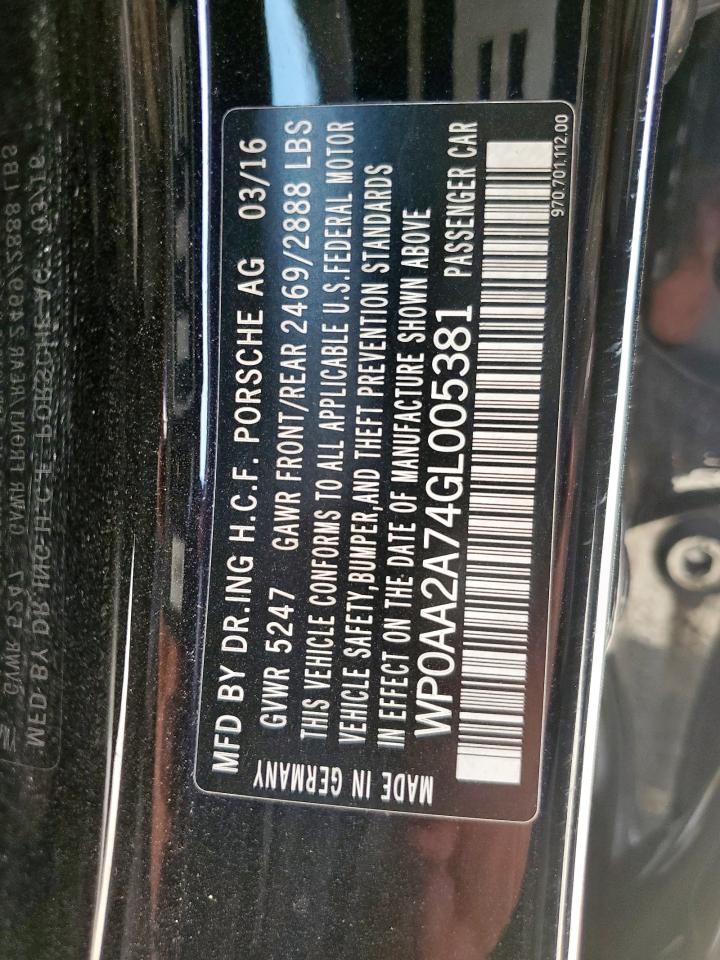 MFD BY DR.ING H.C.F. PORSCHE AG 03/16
GVWR 5247 GAWR FRONT/REAR 2469/2888 LBS
THIS VEHICLE CONFORMS TO ALL APPLICABLE U.S.FEDERAL MOTOR
VEHICLE SAFETY,BUMPER,AND THEFT PREVENTION STANDARDS
IN EFFECT ON THE DATE OF MANUFACTURE SHOWN ABOVE
WP0AA2A74GL005381 PASSENGER CAR
970.701.112.00
MADE IN GERMANY